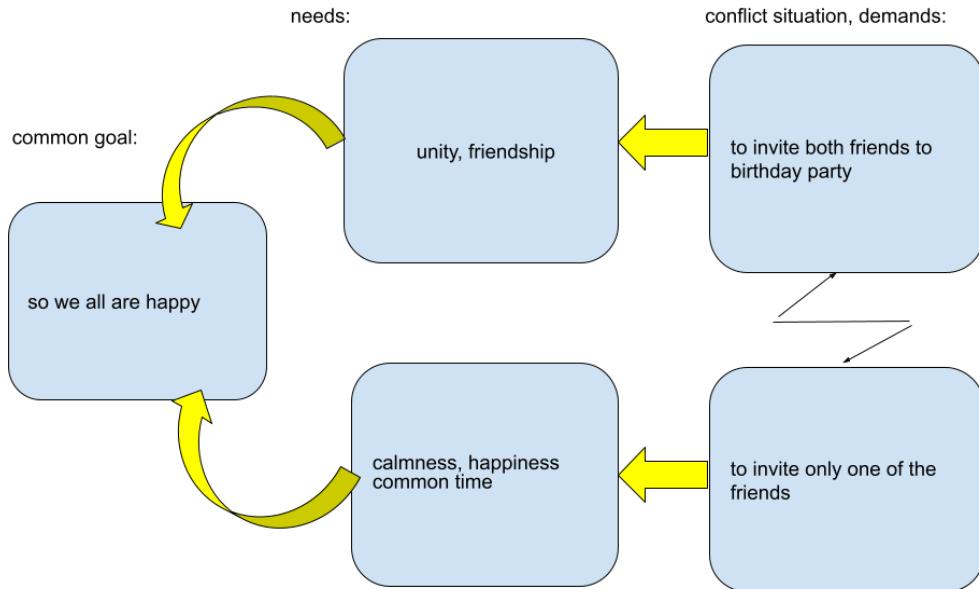 needs:
conflict situation, demands:
common goal:
unity, friendship
to invite both friends to
birthday party
so we all are happy
calmness, happiness
common time
to invite only one of the
friends